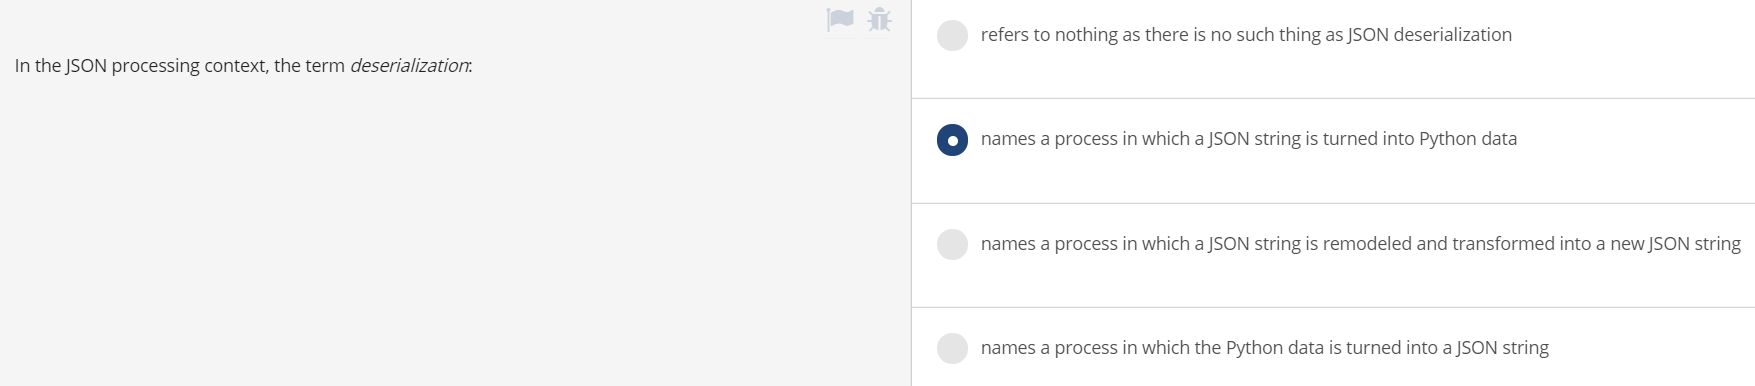 In the JSON processing context, the term deserialization:
refers to nothing as there is no such thing as JSON deserialization
names a process in which a JSON string is turned into Python data
names a process in which a JSON string is remodeled and transformed into a new JSON string
names a process in which the Python data is turned into a JSON string